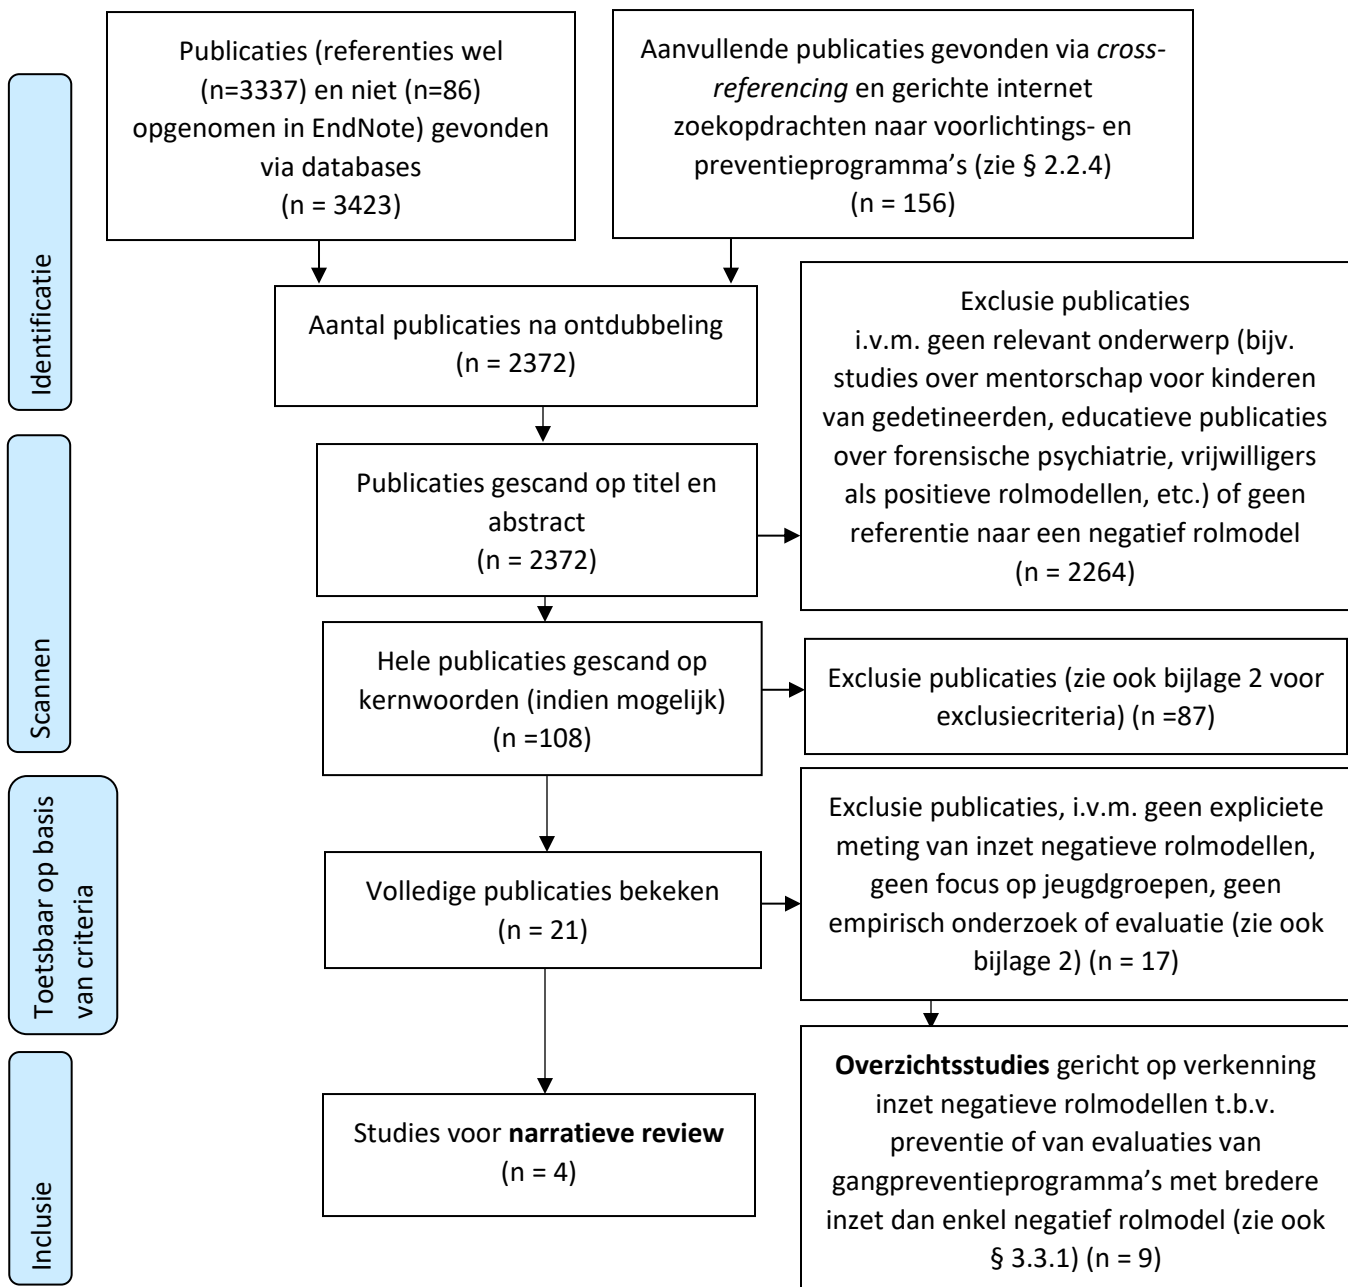 Publicaties (referenties wel
(n=3337) en niet (n=86)
opgenomen in EndNote) gevonden
via databases
(n = 3423)
Aanvullende publicaties gevonden via cross-
referencing en gerichte internet
zoekopdrachten naar voorlichtings- en
preventieprogramma's (zie § 2.2.4)
(n = 156)
Identificatie
Aantal publicaties na ontdubbeling
(n = 2372)
Exclusie publicaties
i.v.m. geen relevant onderwerp (bijv.
studies over mentorschap voor kinderen
van gedetineerden, educatieve publicaties
over forensische psychiatrie, vrijwilligers
als positieve rolmodellen, etc.) of geen
referentie naar een negatief rolmodel
(n = 2264)
Scannen
Publicaties gescand op titel en
abstract
(n = 2372)
Hele publicaties gescand op
kernwoorden (indien mogelijk)
(n =108)
Exclusie publicaties (zie ook bijlage 2 voor
exclusiecriteria) (n =87)
Toetsbaar op basis
van criteria
Volledige publicaties bekeken
(n = 21)
Exclusie publicaties, i.v.m. geen expliciete
meting van inzet negatieve rolmodellen,
geen focus op jeugdgroepen, geen
empirisch onderzoek of evaluatie (zie ook
bijlage 2) (n = 17)
Inclusie
Studies voor narratieve review
(n = 4)
Overzichtsstudies gericht op verkenning
inzet negatieve rolmodellen t.b.v.
preventie of van evaluaties van
gangpreventieprogramma's met bredere
inzet dan enkel negatief rolmodel (zie ook
§ 3.3.1) (n = 9)